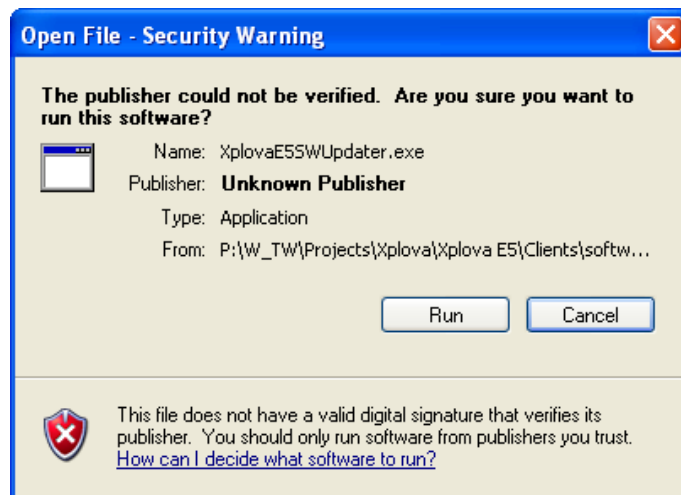 Open File - Security Warning
The publisher could not be verified. Are you sure you want to
run this software?
Name: XplovaE5SWUpdater.exe
Publisher: Unknown Publisher
Type: Application
From: P:\W_TW\Projects\Xplova\Xplova E5\Clients\softw...
Run Cancel
This file does not have a valid digital signature that verifies its
publisher. You should only run software from publishers you trust.
How can I decide what software to run?